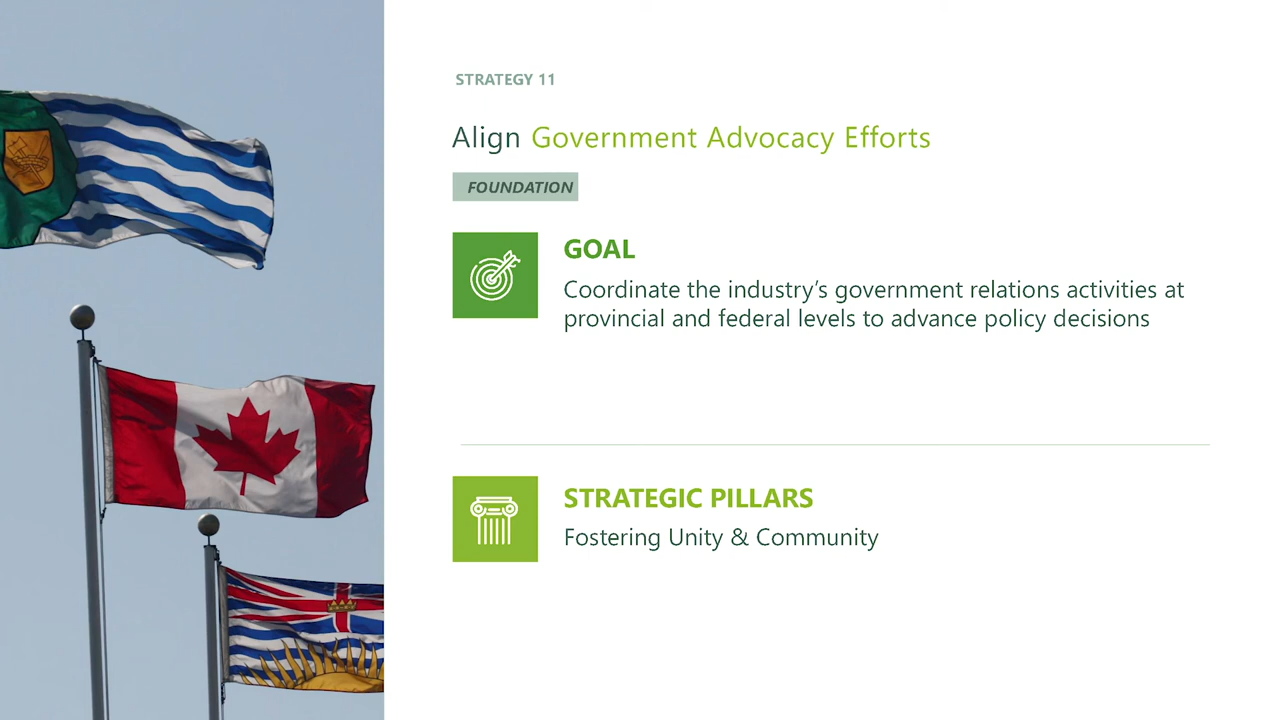 STRATEGY 11
Align Government Advocacy Efforts
FOUNDATION
GOAL
Coordinate the industry’s government relations activities at
provincial and federal levels to advance policy decisions
STRATEGIC PILLARS
Fostering Unity & Community